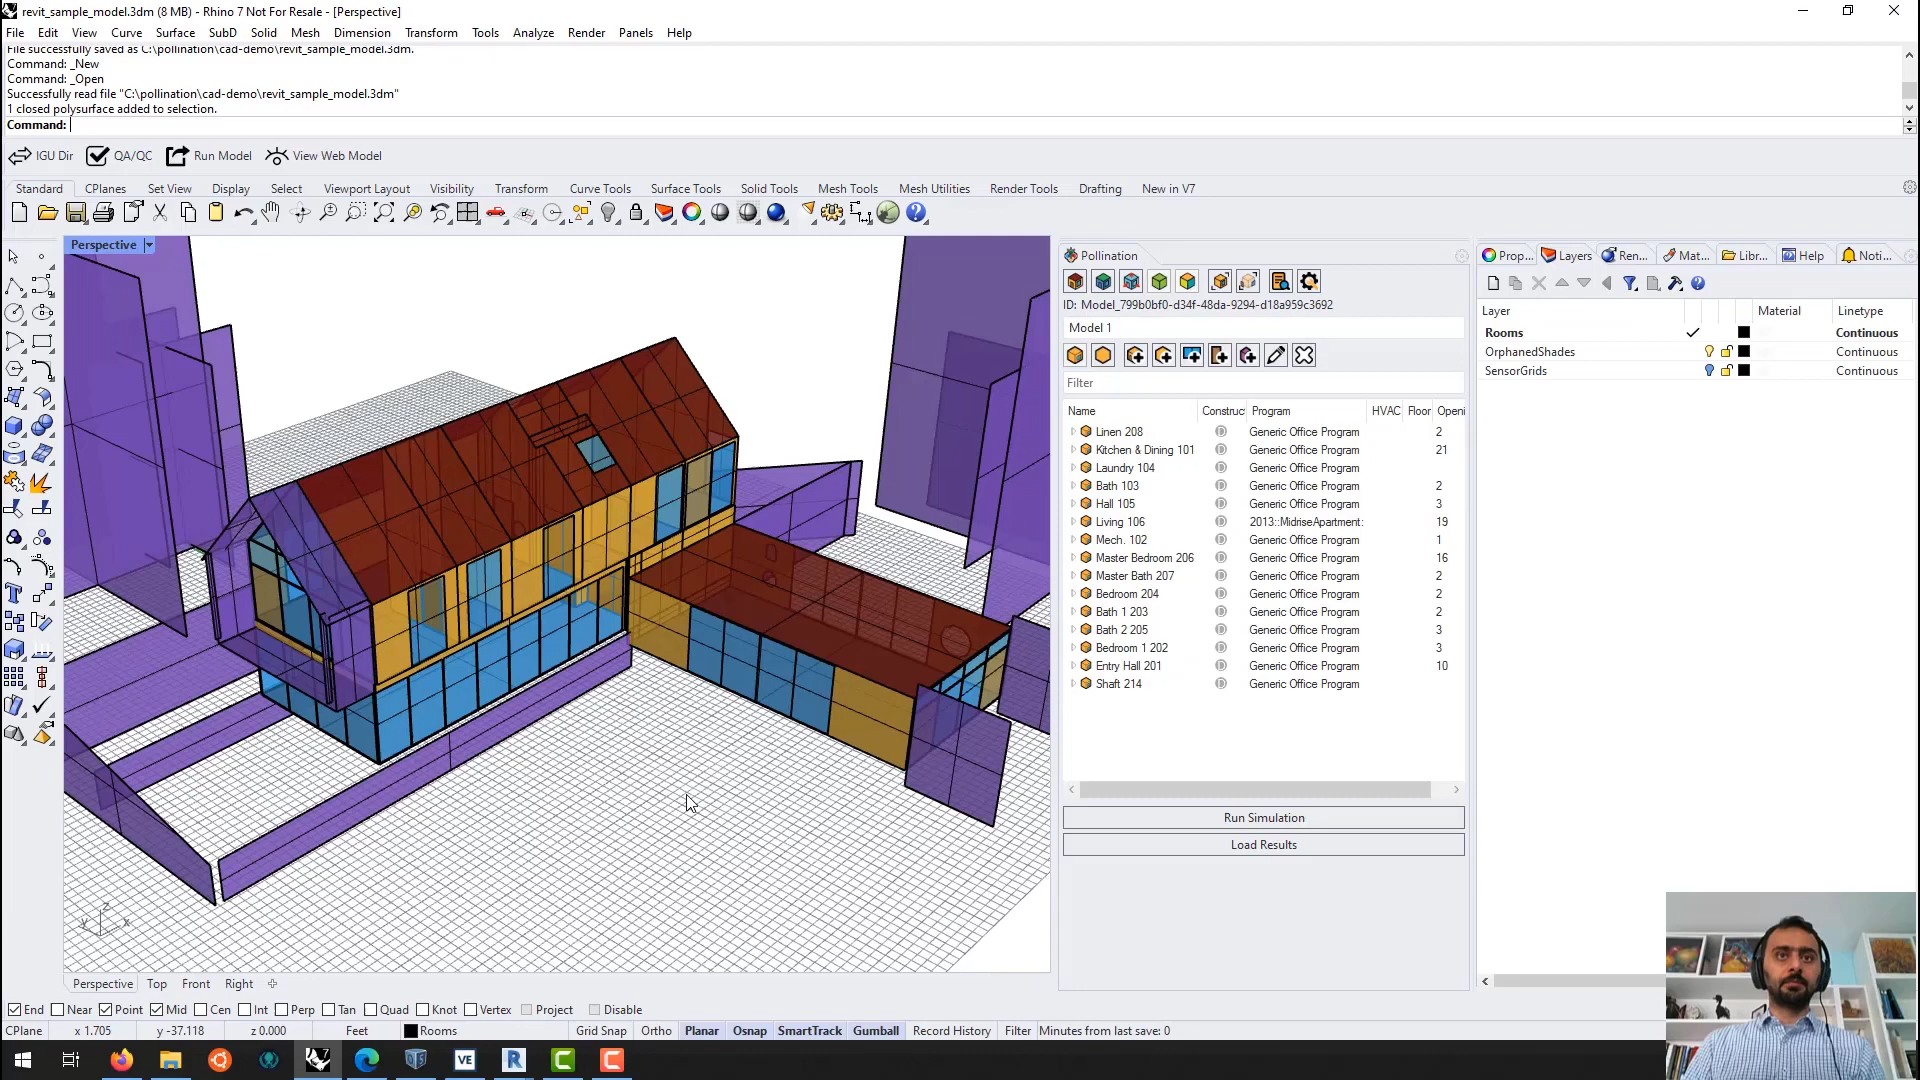 revit_sample_model.3dm (8 MB) - Rhino 7 Not For Resale - [Perspective]
File Edit View Curve Surface SubD Solid Mesh Dimension Transform Tools Analyze Render Panels Help
File successfully saved as C:\pollination\cad-demo\revit_sample_model.3dm.
Command: _New
Command: _Open
Successfully read file "C:\pollination\cad-demo\revit_sample_model.3dm"
1 closed polysurface added to selection.
Command:
IGU Dir QA/QC Run Model View Web Model
Standard CPlanes Set View Display Select Viewport Layout Visibility Transform Curve Tools Surface Tools Solid Tools Mesh Tools Mesh Utilities Render Tools Drafting New in V7
Perspective
Pollination
Prop... Layers Ren... Mat... Libr... Help Noti...
ID: Model_799b0bf0-d34f-48da-9294-d18a959c3692
Model 1
Filter
Name Construc Program HVAC Floor Openi
Linen 208 D Generic Office Program 2
Kitchen & Dining 101 D Generic Office Program 21
Laundry 104 D Generic Office Program
Bath 103 D Generic Office Program 2
Hall 105 D Generic Office Program 3
Living 106 D 2013::MidriseApartment: 19
Mech. 102 D Generic Office Program 1
Master Bedroom 206 D Generic Office Program 16
Master Bath 207 D Generic Office Program 2
Bedroom 204 D Generic Office Program 2
Bath 1 203 D Generic Office Program 2
Bath 2 205 D Generic Office Program 3
Bedroom 1 202 D Generic Office Program 3
Entry Hall 201 D Generic Office Program 10
Shaft 214 D Generic Office Program
Run Simulation
Load Results
Layer Material Linetype
Rooms Continuous
OrphanedShades Continuous
SensorGrids Continuous
z
y x
Perspective Top Front Right
End Near Point Mid Cen Int Perp Tan Quad Knot Vertex Project Disable
CPlane x 1.705 y -37.118 z 0.000 Feet Rooms Grid Snap Ortho Planar Osnap SmartTrack Gumball Record History Filter Minutes from last save: 0
VE R C C